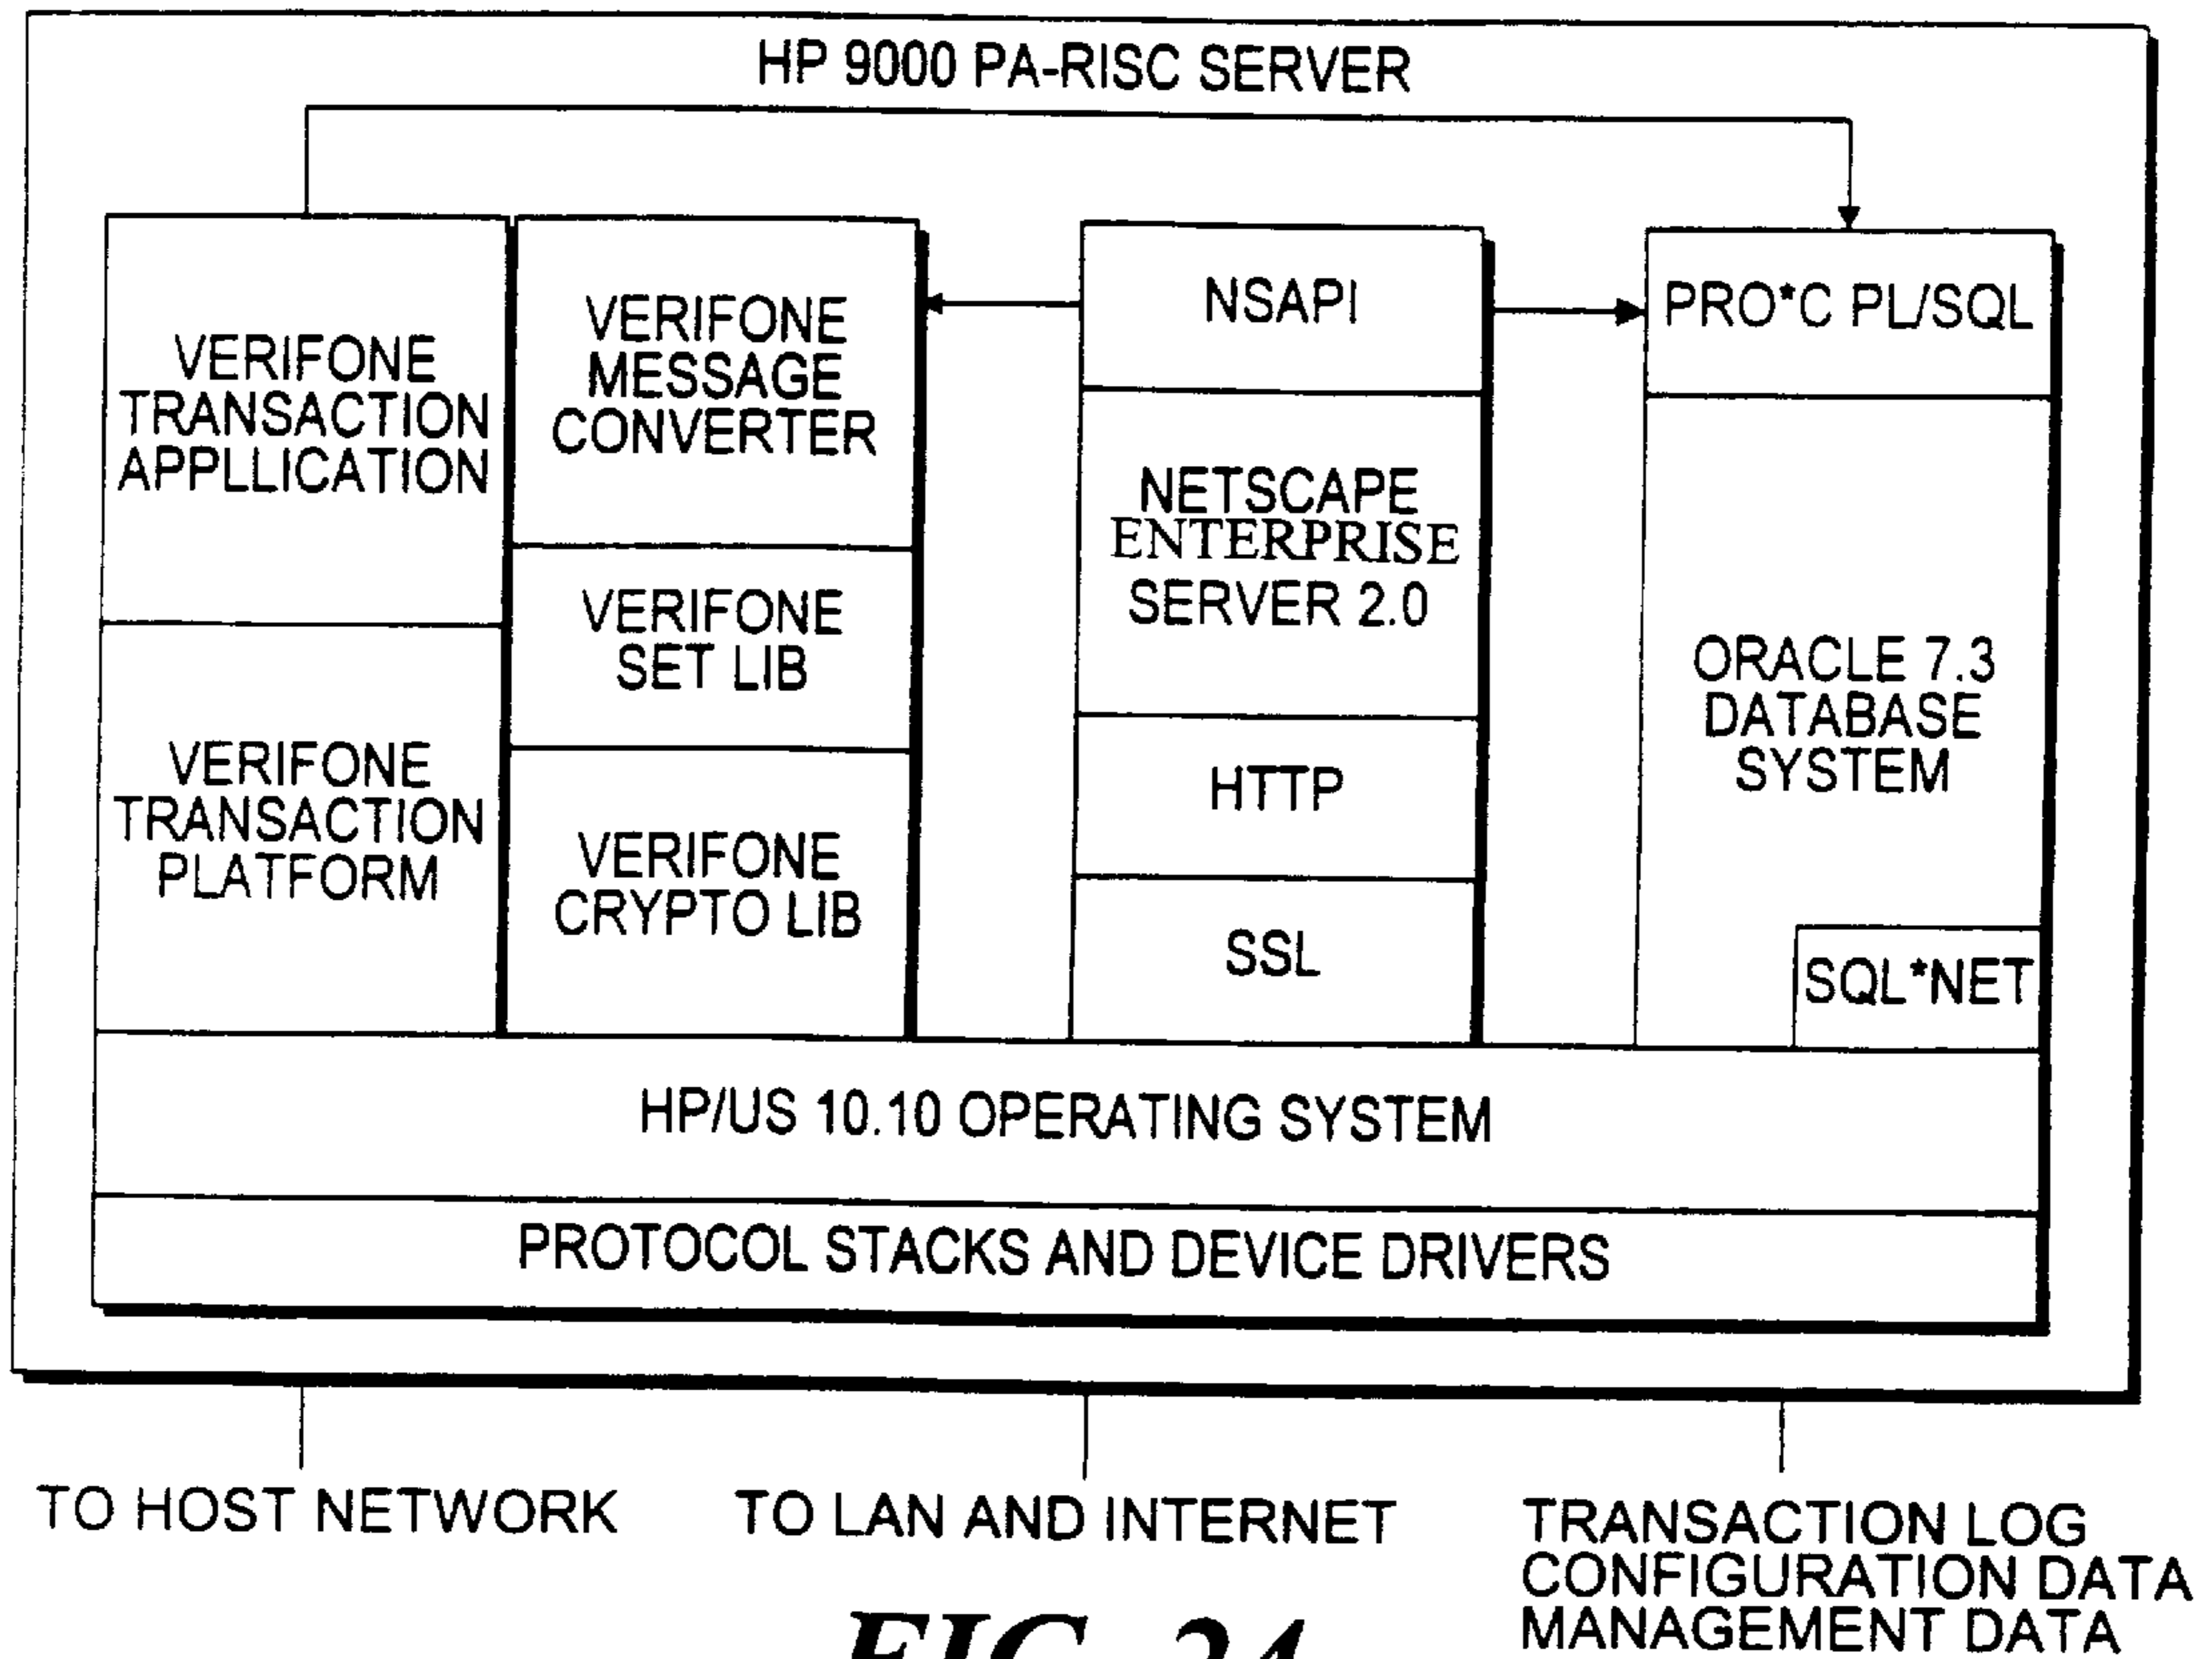 HP 9000 PA-RISC SERVER
VERIFONE
TRANSACTION
APPLLICATION
VERIFONE
TRANSACTION
PLATFORM
VERIFONE
MESSAGE
CONVERTER
VERIFONE
SET LIB
VERIFONE
CRYPTO LIB
NSAPI
NETSCAPE
ENTERPRISE
SERVER 2.0
HTTP
SSL
PRO*C PL/SQL
ORACLE 7.3
DATABASE
SYSTEM
SQL*NET
HP/US 10.10 OPERATING SYSTEM
PROTOCOL STACKS AND DEVICE DRIVERS
TO HOST NETWORK
TO LAN AND INTERNET
TRANSACTION LOG
CONFIGURATION DATA
MANAGEMENT DATA
FIG. 24